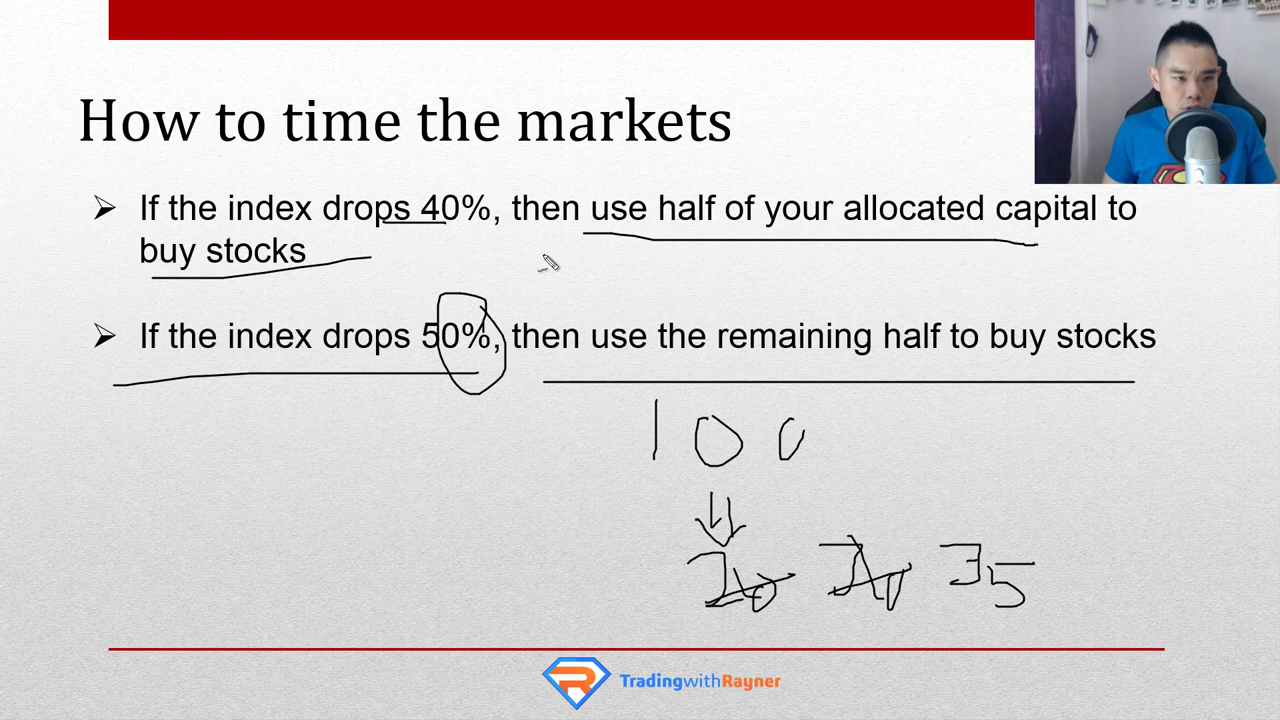 How to time the markets
➢ If the index drops 40%, then use half of your allocated capital to
buy stocks
➢ If the index drops 50%, then use the remaining half to buy stocks
100
35
TradingwithRayner